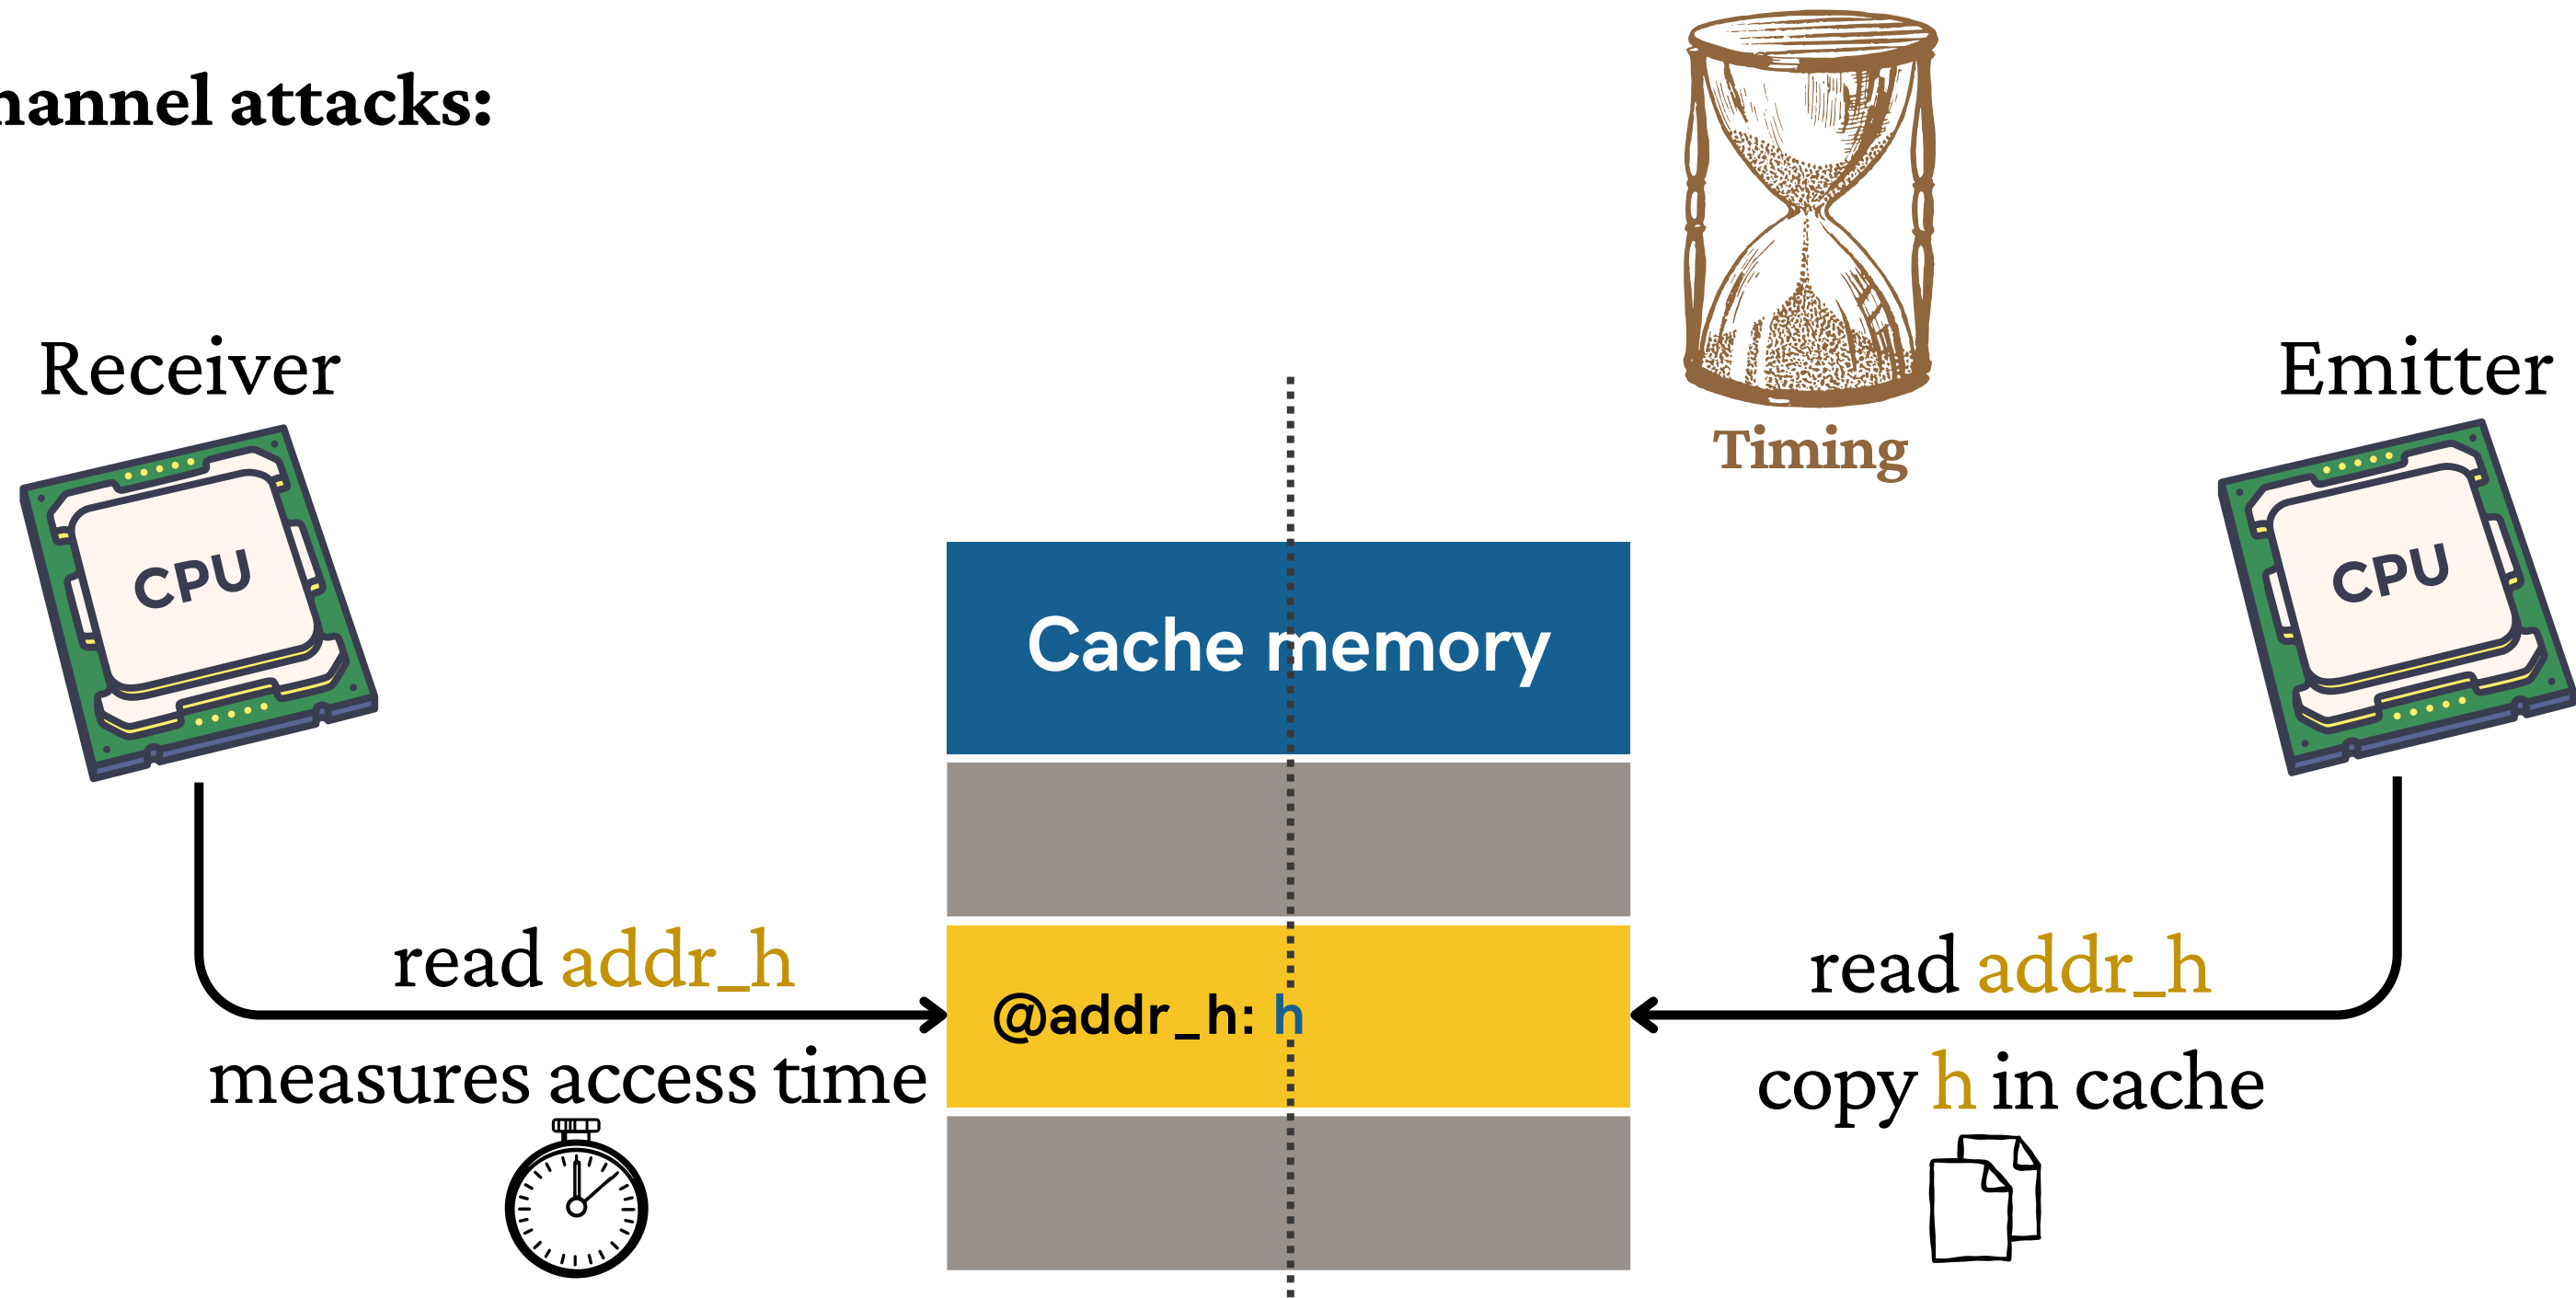 hannel attacks:
Receiver
Timing
Emitter
CPU
CPU
Cache memory
read addr_h
measures access time
@addr_h: h
read addr_h
copy h in cache